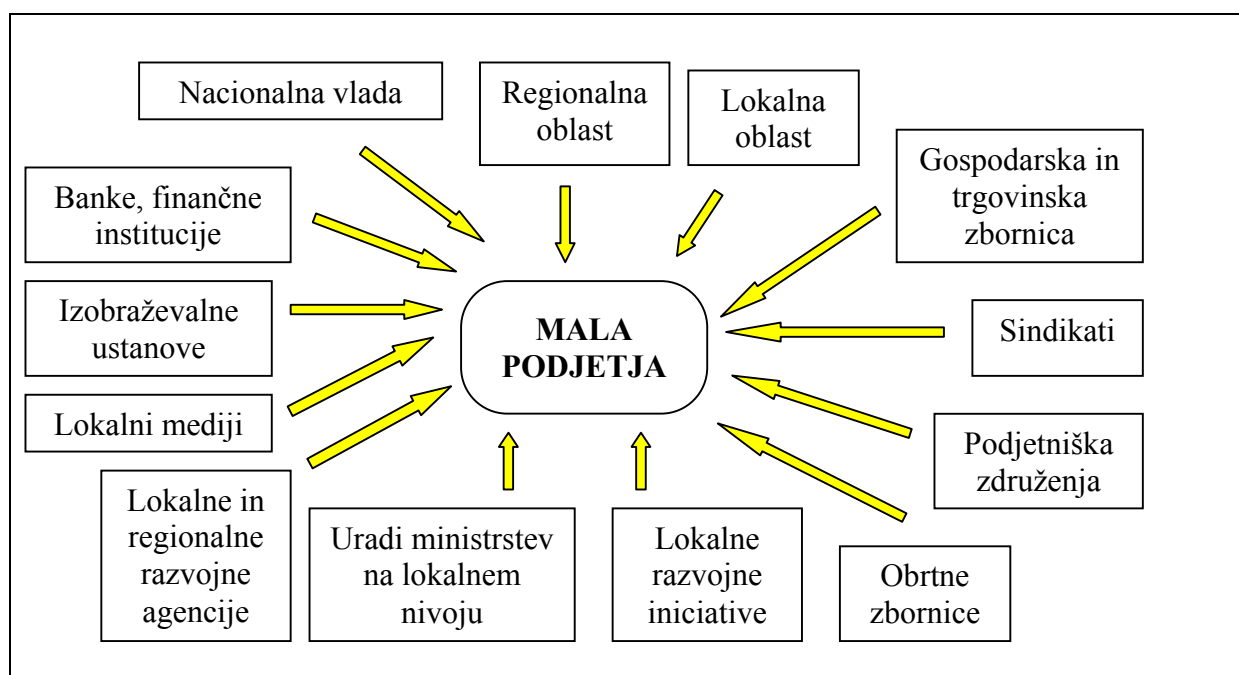 Nacionalna vlada
Regionalna
oblast
Lokalna
oblast
Gospodarska in
trgovinska
zbornica
Banke, finančne
institucije
Izobraževalne
ustanove
MALA
PODJETJA
Sindikati
Lokalni mediji
Podjetniška
združenja
Lokalne in
regionalne
razvojne
agencije
Uradi ministrstev
na lokalnem
nivoju
Lokalne
razvojne
iniciative
Obrtne
zbornice